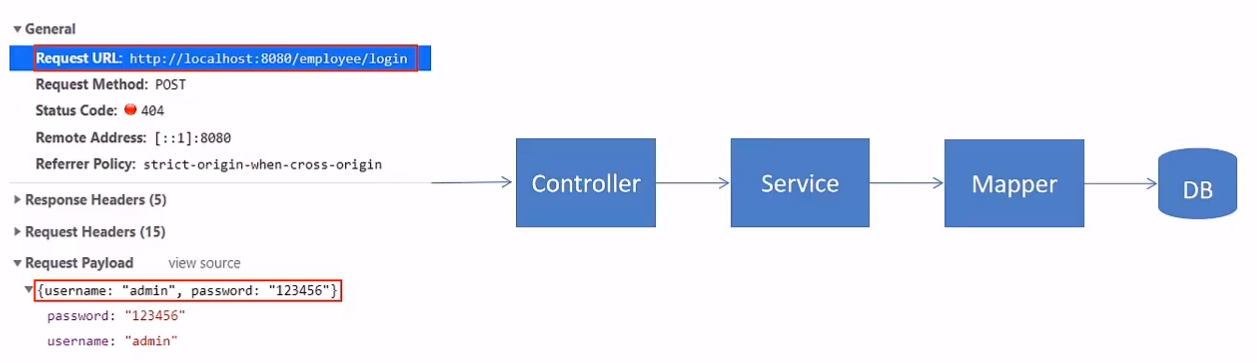 General
Request URL: http://localhost:8080/employee/login
Request Method: POST
Status Code: 404
Remote Address: [::1]:8080
Referrer Policy: strict-origin-when-cross-origin
Response Headers (5)
Request Headers (15)
Request Payload view source
{username: "admin", password: "123456"}
password: "123456"
username: "admin"
Controller
Service
Mapper
DB